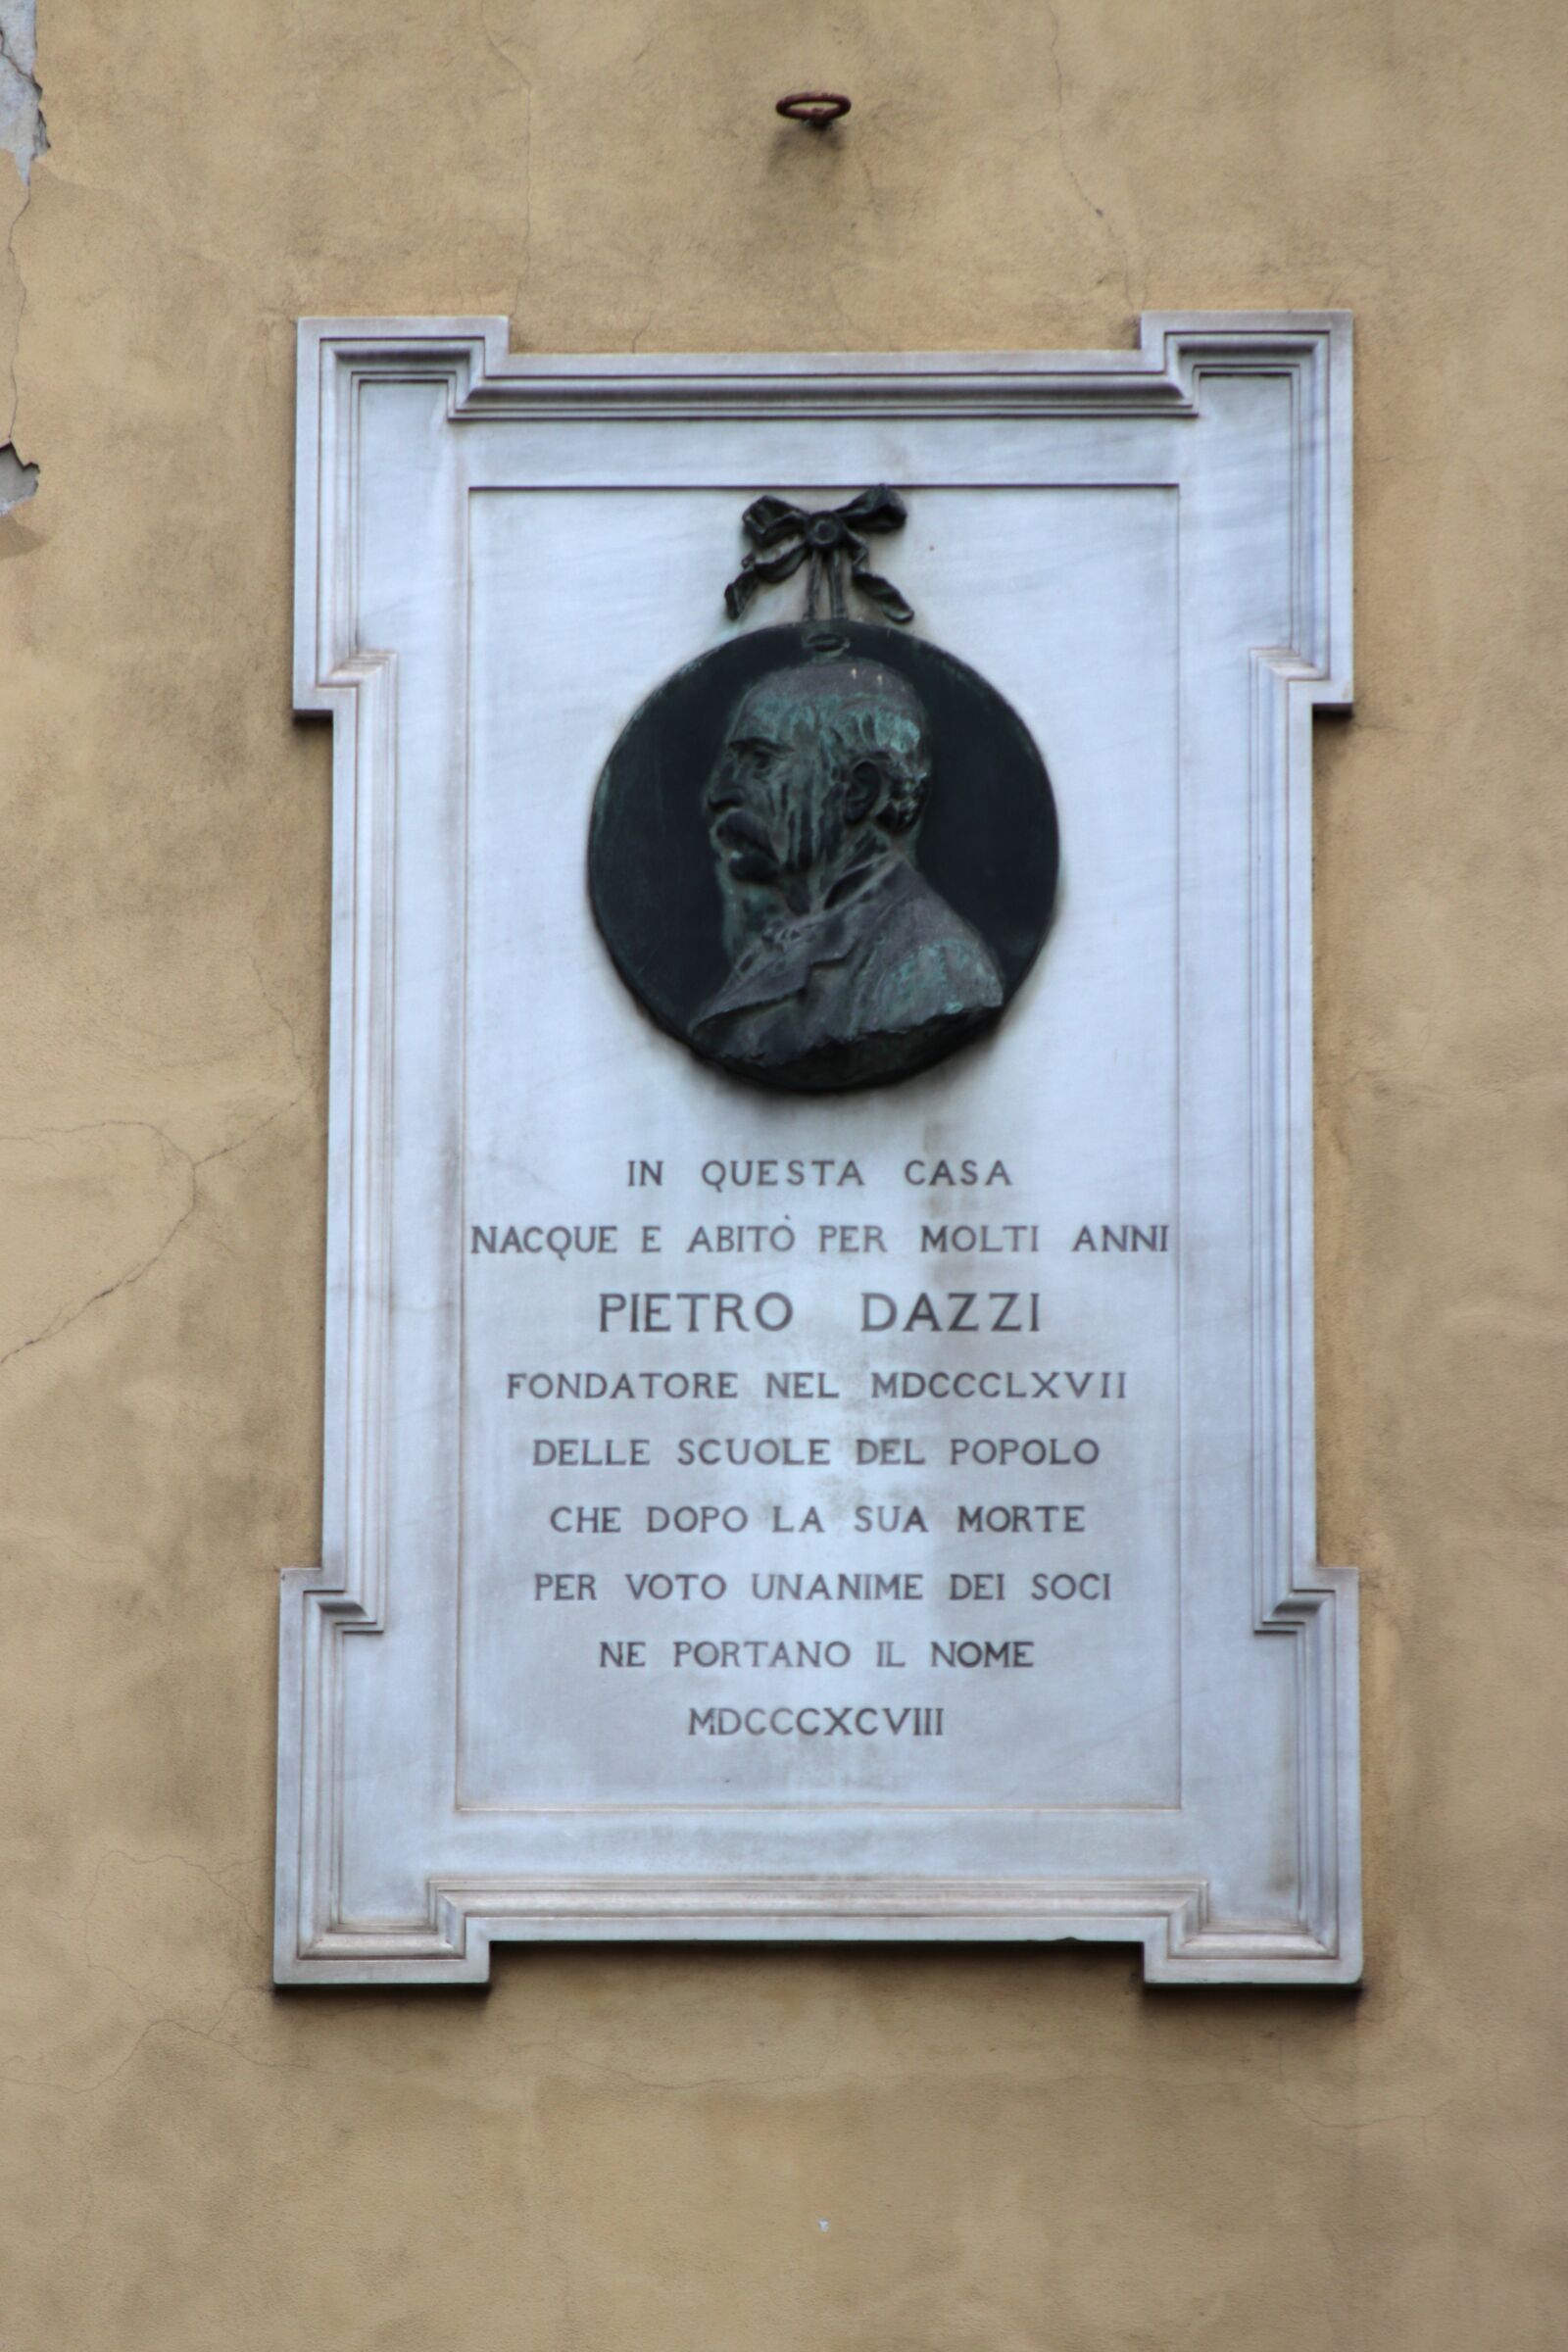 IN QUESTA CASA
NACQUE E ABITÒ PER MOLTI ANNI
PIETRO DAZZI
FONDATORE NEL MDCCCLXVII
DELLE SCUOLE DEL POPOLO
CHE DOPO LA SUA MORTE
PER VOTO UNANIME DEI SOCI
NE PORTANO IL NOME
MDCCCXCVIII